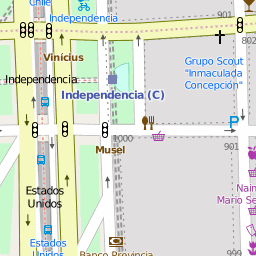 Chile
Independencia
901
802
Vinicius
Grupo Scout
"Inmaculada
Concepción"
Independencia
Independencia (C)
P
1000
901
Musel
Estados
Unidos
Nain
Mario Se
Estados
Unidos
999
Banco Provincia